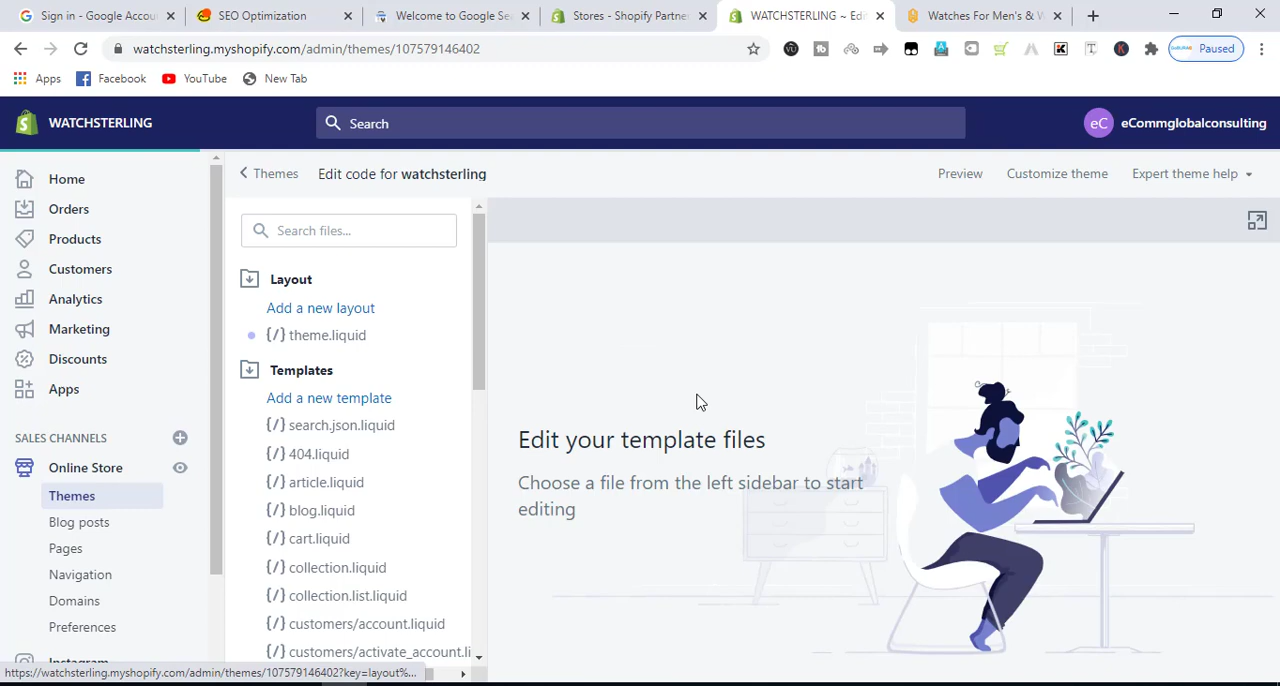 Sign in - Google Accou
SEO Optimization
Welcome to Google Se
Stores - Shopify Partne
WATCHSTERLING ~ Edi
Watches For Men's & W
watchsterling.myshopify.com/admin/themes/107579146402
Paused
Apps
Facebook
YouTube
New Tab
WATCHSTERLING
Search
eC
eCommglobalconsulting
Home
Orders
Products
Customers
Analytics
Marketing
Discounts
Apps
SALES CHANNELS
Online Store
Themes
Blog posts
Pages
Navigation
Domains
Preferences
Instagram
Themes
Edit code for watchsterling
Preview
Customize theme
Expert theme help
Search files...
Layout
Add a new layout
{/} theme.liquid
Templates
Add a new template
{/} search.json.liquid
{/} 404.liquid
{/} article.liquid
{/} blog.liquid
{/} cart.liquid
{/} collection.liquid
{/} collection.list.liquid
{/} customers/account.liquid
{/} customers/activate_account.li
Edit your template files
Choose a file from the left sidebar to start
editing
https://watchsterling.myshopify.com/admin/themes/107579146402?key=layout%...